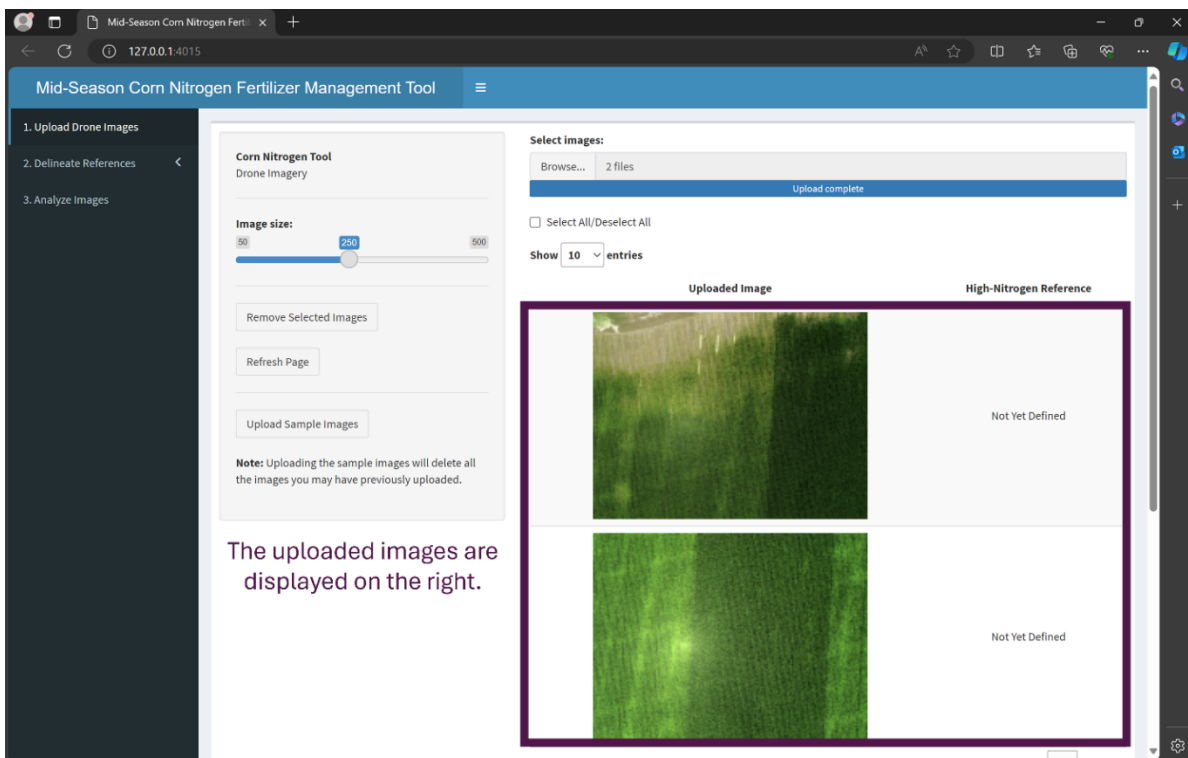 Mid-Season Corn Nitrogen Fertil
127.0.0.1:4015
Mid-Season Corn Nitrogen Fertilizer Management Tool
1. Upload Drone Images
2. Delineate References
3. Analyze Images
Corn Nitrogen Tool
Drone Imagery
Image size:
50 250 500
Remove Selected Images
Refresh Page
Upload Sample Images
Note: Uploading the sample images will delete all
the images you may have previously uploaded.
The uploaded images are
displayed on the right.
Select images:
Browse... 2 files
Upload complete
Select All/Deselect All
Show 10 entries
Uploaded Image High-Nitrogen Reference
Not Yet Defined
Not Yet Defined